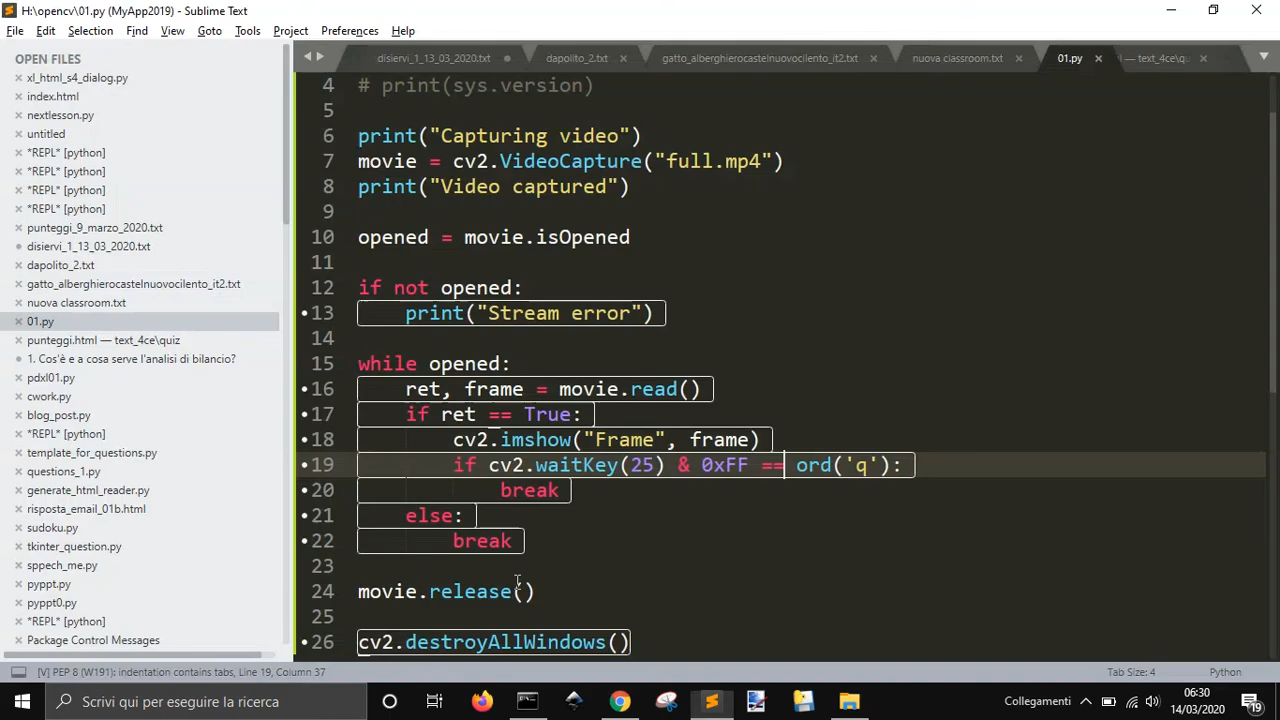 H:\opencv\01.py (MyApp2019) - Sublime Text
File Edit Selection Find View Goto Tools Project Preferences Help
OPEN FILES
xl_html_s4_dialog.py
index.html
nextlesson.py
untitled
*REPL* [python]
*REPL* [python]
*REPL* [python]
*REPL* [python]
punteggi_9_marzo_2020.txt
disiervi_1_13_03_2020.txt
dapolito_2.txt
gatto_alberghierocastelnuovocilento_it2.txt
nuova classroom.txt
01.py
punteggi.html — text_4ce\quiz
1. Cos'è e a cosa serve l'analisi di bilancio?
pdxl01.py
cwork.py
blog_post.py
*REPL* [python]
template_for_questions.py
questions_1.py
generate_html_reader.py
risposta_email_01b.html
sudoku.py
tkinter_question.py
sppech_me.py
pyppt.py
pyppt0.py
*REPL* [python]
Package Control Messages
disiervi_1_13_03_2020.txt dapolito_2.txt gatto_alberghierocastelnuovocilento_it2.txt nuova classroom.txt 01.py l — text_4ce\qu
4 # print(sys.version)
5
6 print("Capturing video")
7 movie = cv2.VideoCapture("full.mp4")
8 print("Video captured")
9
10 opened = movie.isOpened
11
12 if not opened:
13 print("Stream error")
14
15 while opened:
16 ret, frame = movie.read()
17 if ret == True:
18 cv2.imshow("Frame", frame)
19 if cv2.waitKey(25) & 0xFF == ord('q'):
20 break
21 else:
22 break
23
24 movie.release()
25
26 cv2.destroyAllWindows()
[V] PEP 8 (W191): indentation contains tabs, Line 19, Column 37 Tab Size: 4 Python
Scrivi qui per eseguire la ricerca Collegamenti 06:30
14/03/2020 19